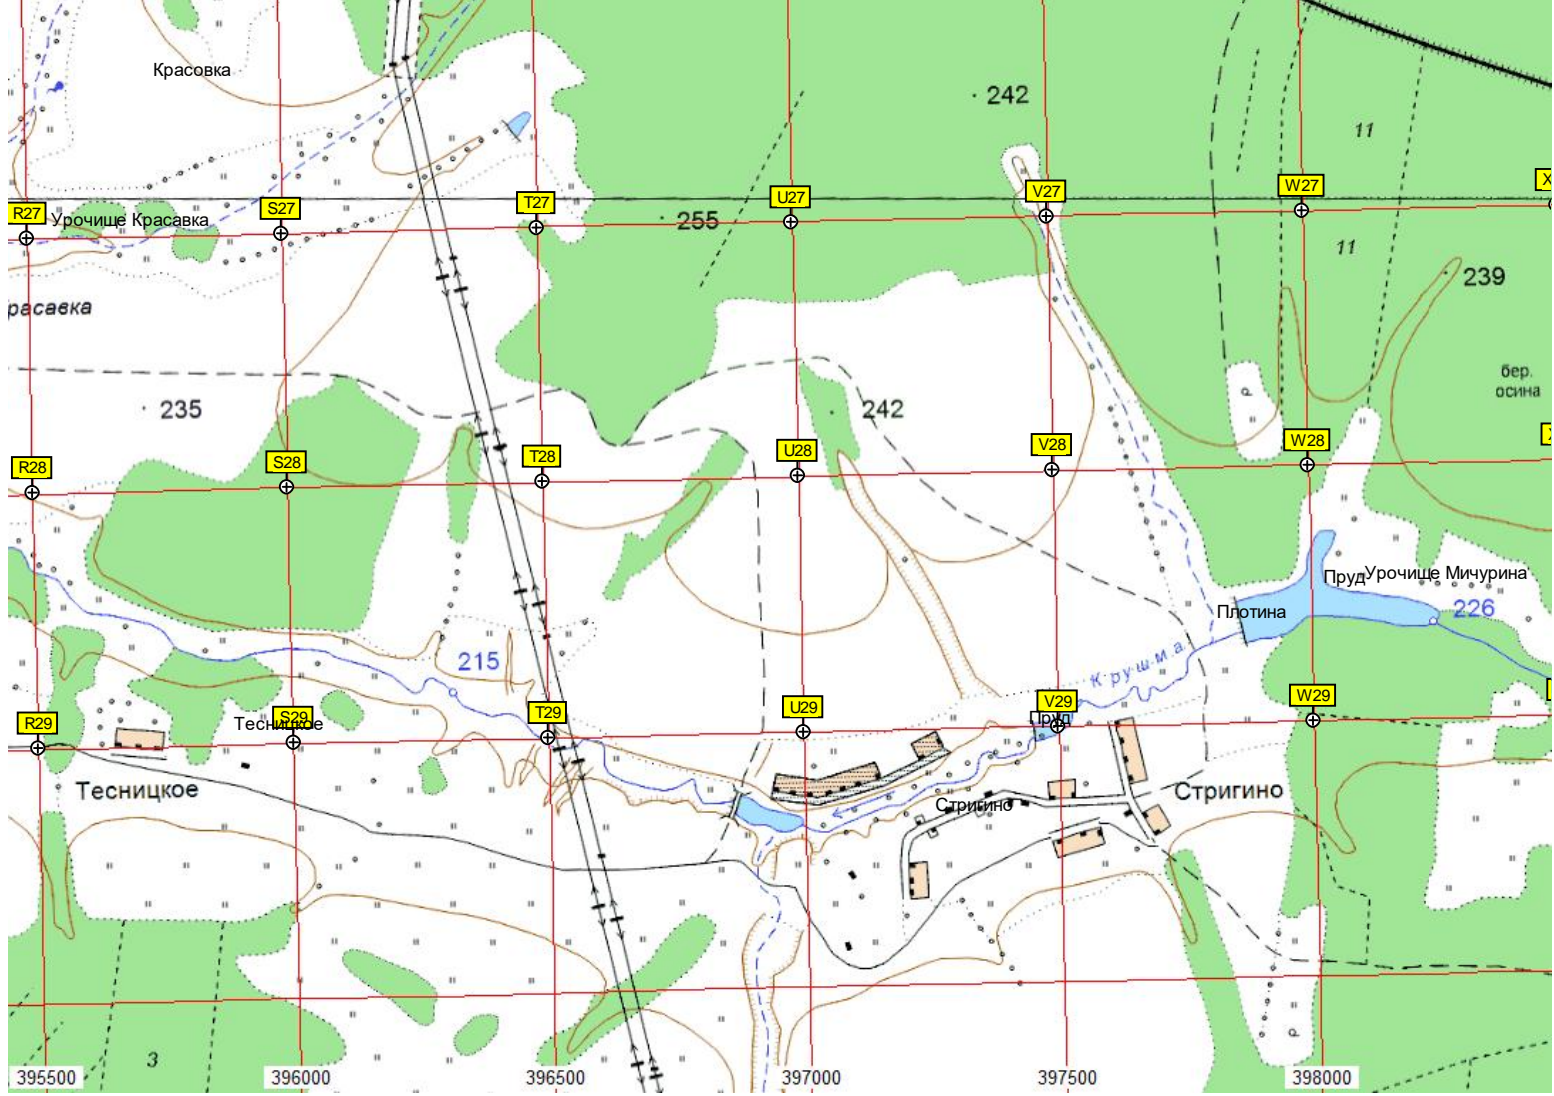 Красовка
242
11
X
W27
V27
U27
T27
S27
R27
Урочище Красавка
255
11
239
расавка
бер.
осина
235
242
W28
V28
U28
T28
S28
R28
Пруд
Урочище Мичурина
Плотина
226
215
Крушма
W29
V29
Пруд
U29
T29
S29
Тесницкое
R29
Тесницкое
Стригино
Стригино
3
395500
396000
396500
397000
397500
398000